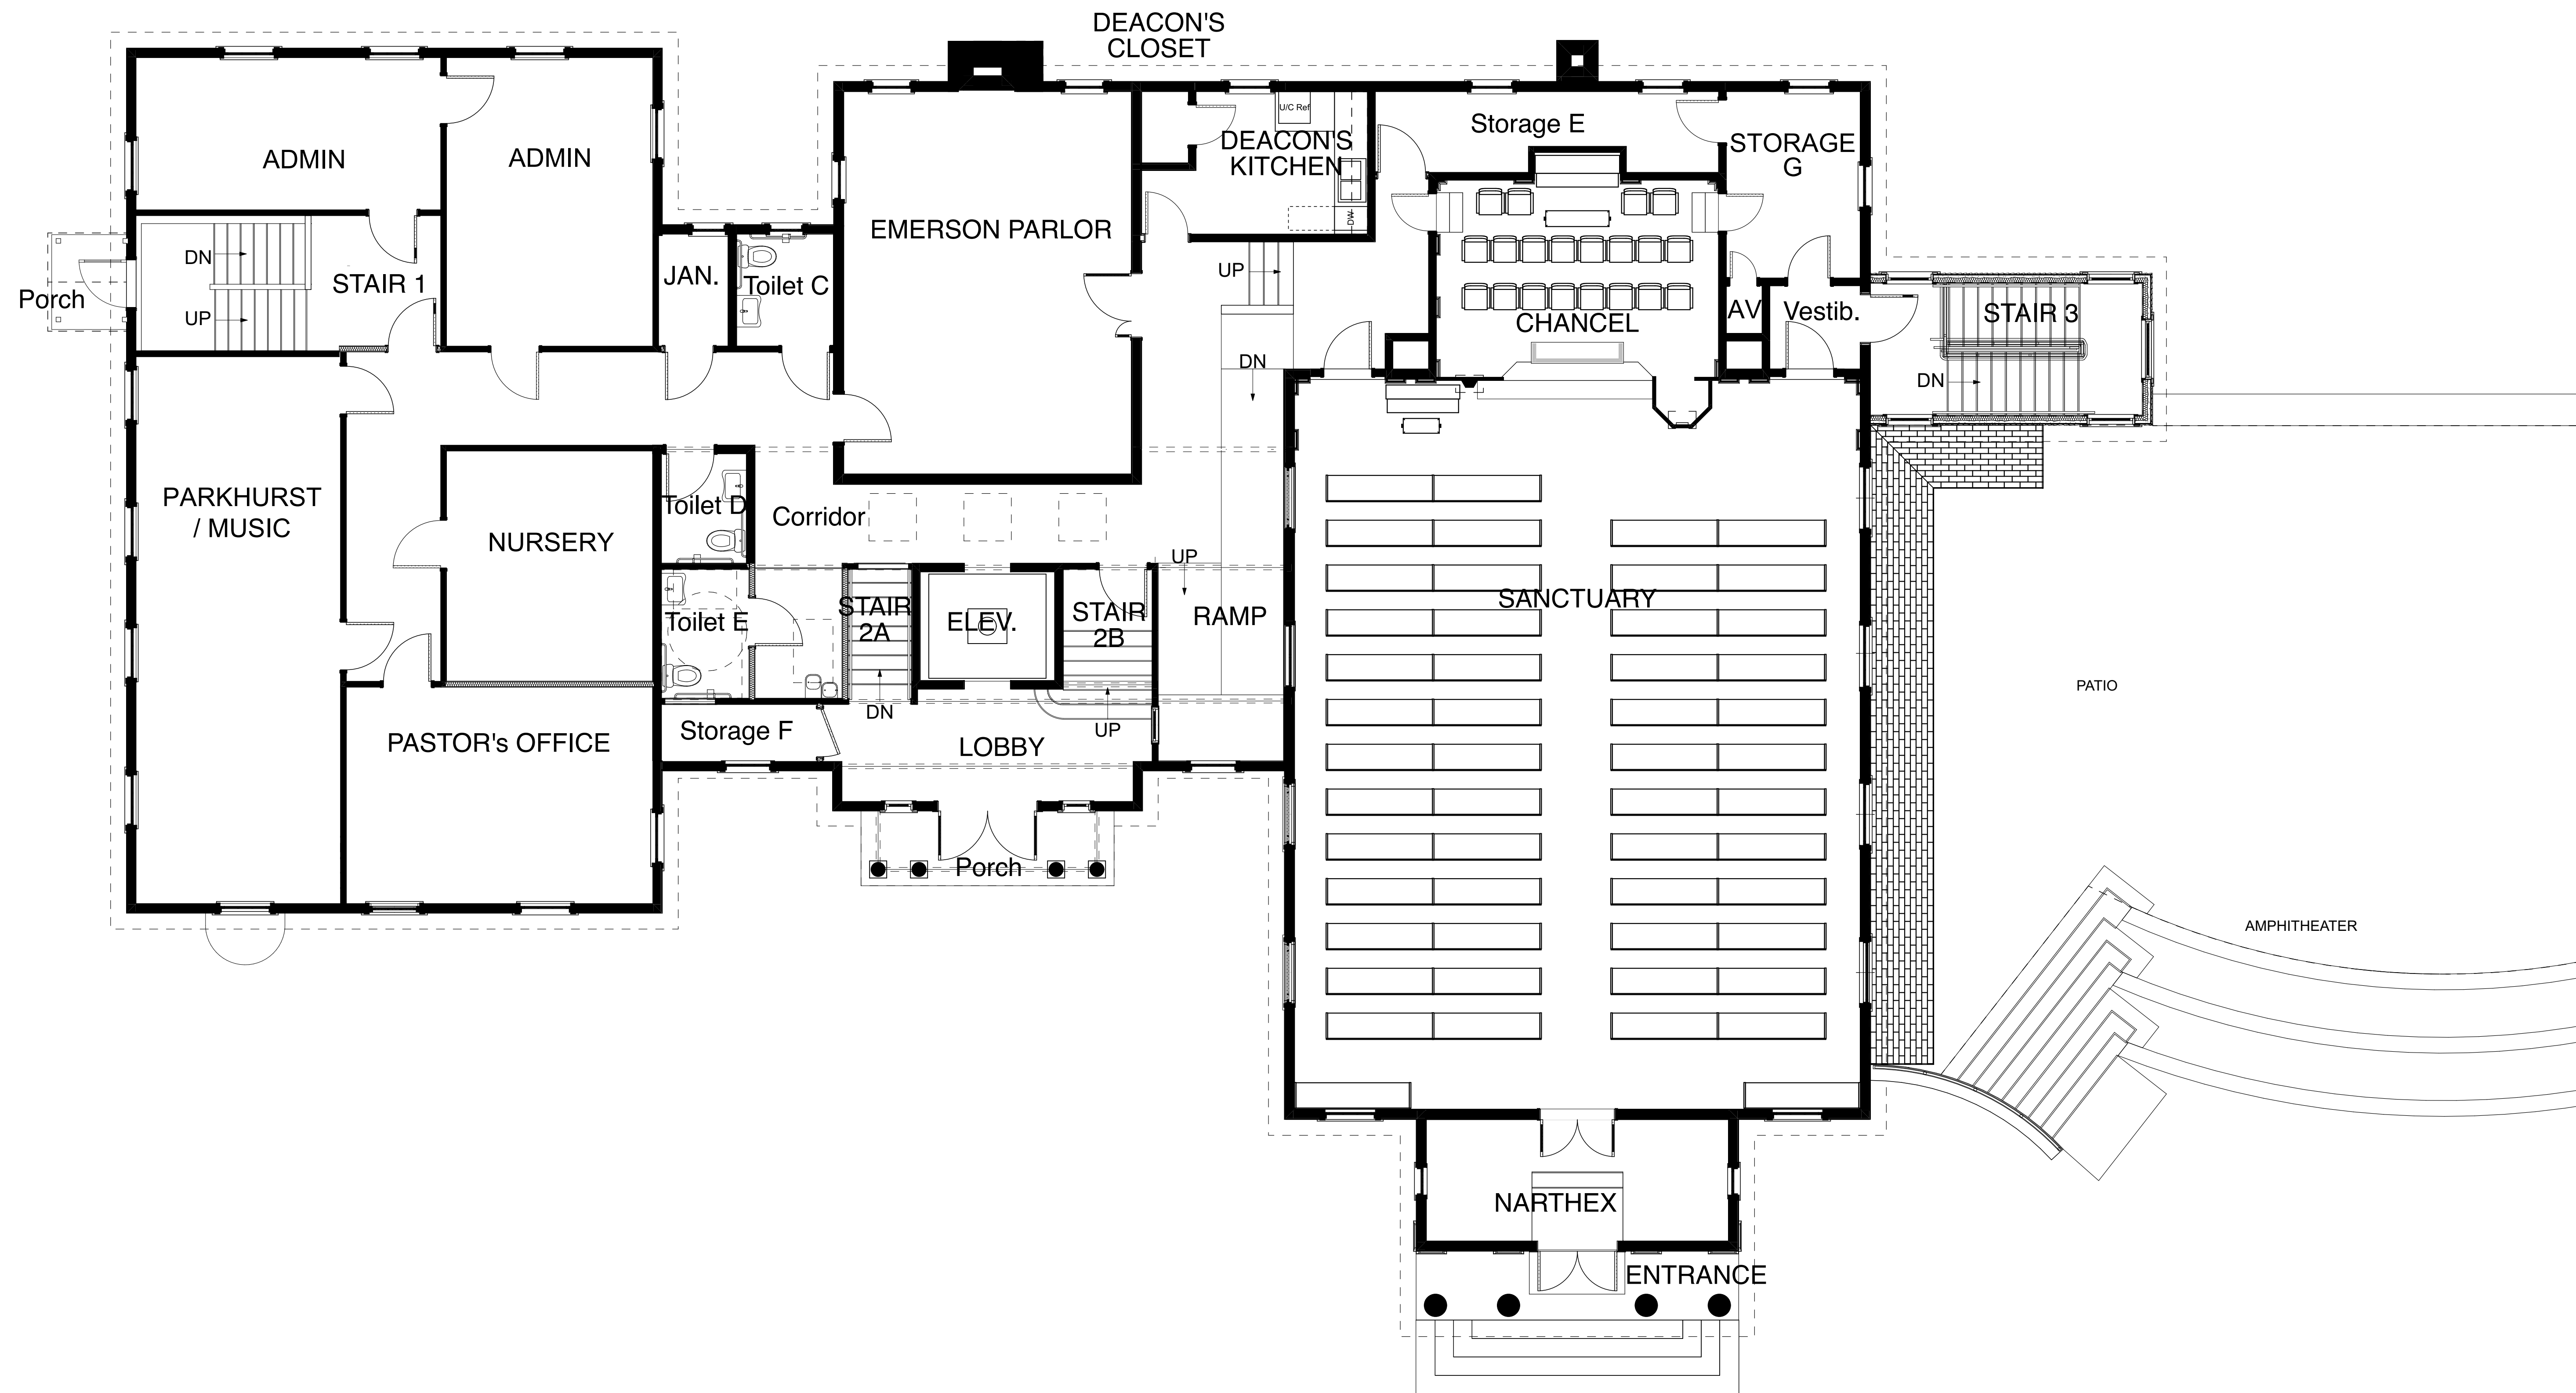 DEACON'S
CLOSET
U/C Ref
ADMIN
ADMIN
DEACON'S
KITCHEN
Storage E
STORAGE
G
DW
EMERSON PARLOR
DN
UP
STAIR 1
Porch
JAN.
Toilet C
UP
CHANCEL
AV
Vestib.
STAIR 3
DN
DN
PARKHURST
/ MUSIC
NURSERY
Toilet D
Corridor
UP
Toilet E
STAIR
2A
ELEV.
STAIR
2B
RAMP
SANCTUARY
PATIO
DN
UP
Storage F
LOBBY
PASTOR's OFFICE
Porch
AMPHITHEATER
NARTHEX
ENTRANCE